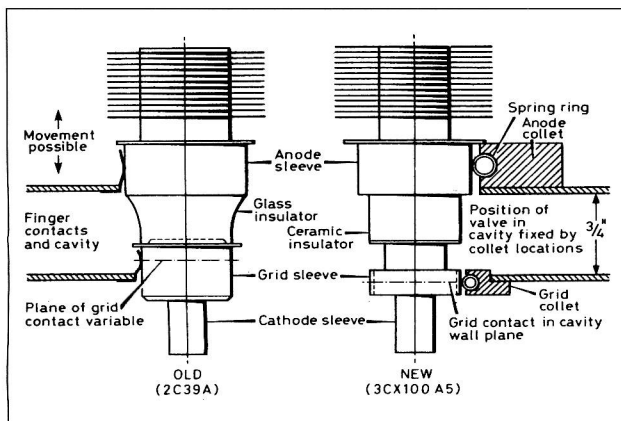 Movement
possible
Finger
contacts
and cavity
Plane of grid
contact variable
Anode
sleeve
Glass
insulator
Ceramic
insulator
Grid sleeve
Cathode sleeve
OLD
(2C39A)
Spring ring
Anode
collet
Position of
valve in
cavity fixed by
collet locations
3/4"
Grid
collet
Grid contact in cavity
wall plane
NEW
(3CX100 A5)